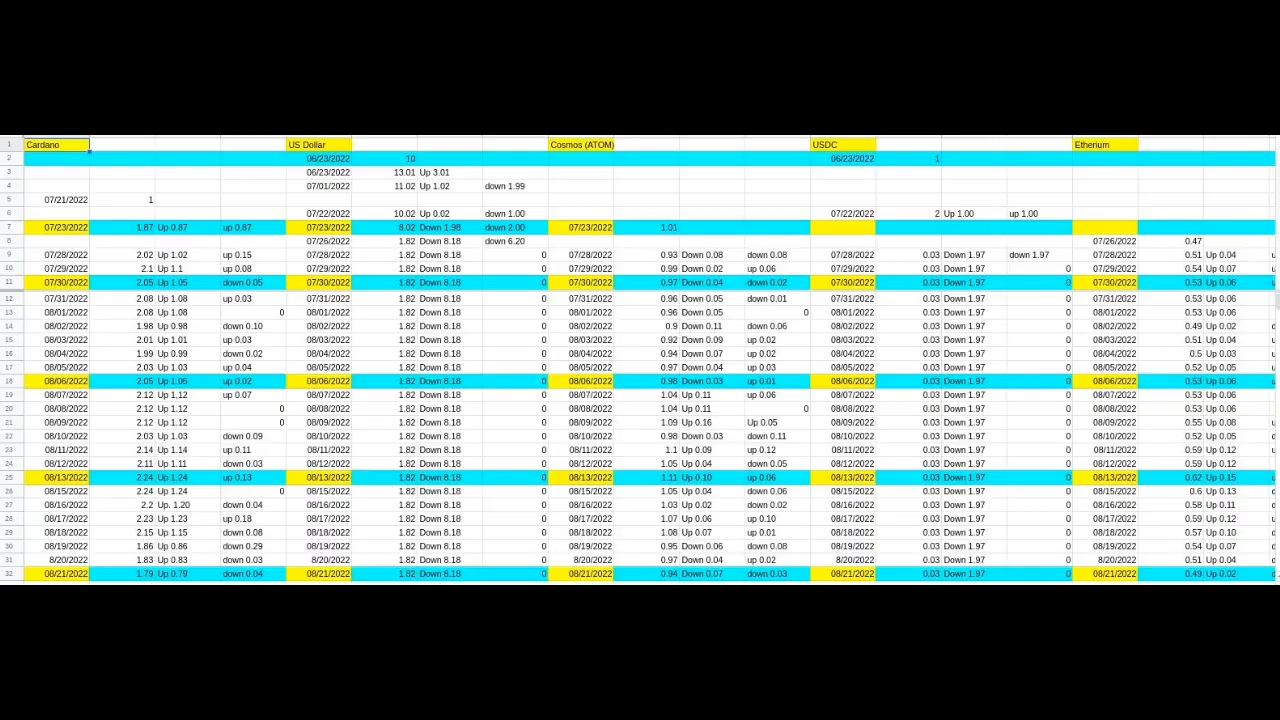 1 Cardano US Dollar Cosmos (ATOM) USDC Etherium
2 06/23/2022 10 06/23/2022 1
3 06/23/2022 13.01 Up 3.01
4 07/01/2022 11.02 Up 1.02 down 1.99
5 07/21/2022 1
6 07/22/2022 10.02 Up 0.02 down 1.00 07/22/2022 2 Up 1.00 up 1.00
7 07/23/2022 1.87 Up 0.87 up 0.87 07/23/2022 8.02 Down 1.98 down 2.00 07/23/2022 1.01
8 07/26/2022 1.82 Down 8.18 down 6.20 07/26/2022 0.47
9 07/28/2022 2.02 Up 1.02 up 0.15 07/28/2022 1.82 Down 8.18 0 07/28/2022 0.93 Down 0.08 down 0.08 07/28/2022 0.03 Down 1.97 down 1.97 07/28/2022 0.51 Up 0.04 u
10 07/29/2022 2.1 Up 1.1 up 0.08 07/29/2022 1.82 Down 8.18 0 07/29/2022 0.99 Down 0.02 up 0.06 07/29/2022 0.03 Down 1.97 0 07/29/2022 0.54 Up 0.07 u
11 07/30/2022 2.05 Up 1.05 down 0.05 07/30/2022 1.82 Down 8.18 0 07/30/2022 0.97 Down 0.04 down 0.02 07/30/2022 0.03 Down 1.97 0 07/30/2022 0.53 Up 0.06 u
12 07/31/2022 2.08 Up 1.08 up 0.03 07/31/2022 1.82 Down 8.18 0 07/31/2022 0.96 Down 0.05 down 0.01 07/31/2022 0.03 Down 1.97 0 07/31/2022 0.53 Up 0.06
13 08/01/2022 2.08 Up 1.08 0 08/01/2022 1.82 Down 8.18 0 08/01/2022 0.96 Down 0.05 0 08/01/2022 0.03 Down 1.97 0 08/01/2022 0.53 Up 0.06
14 08/02/2022 1.98 Up 0.98 down 0.10 08/02/2022 1.82 Down 8.18 0 08/02/2022 0.9 Down 0.11 down 0.06 08/02/2022 0.03 Down 1.97 0 08/02/2022 0.49 Up 0.02 d
15 08/03/2022 2.01 Up 1.01 up 0.03 08/03/2022 1.82 Down 8.18 0 08/03/2022 0.92 Down 0.09 up 0.02 08/03/2022 0.03 Down 1.97 0 08/03/2022 0.51 Up 0.04 u
16 08/04/2022 1.99 Up 0.99 down 0.02 08/04/2022 1.82 Down 8.18 0 08/04/2022 0.94 Down 0.07 up 0.02 08/04/2022 0.03 Down 1.97 0 08/04/2022 0.5 Up 0.03 d
17 08/05/2022 2.03 Up 1.03 up 0.04 08/05/2022 1.82 Down 8.18 0 08/05/2022 0.97 Down 0.04 up 0.03 08/05/2022 0.03 Down 1.97 0 08/05/2022 0.52 Up 0.05 u
18 08/06/2022 2.05 Up 1.05 up 0.02 08/06/2022 1.82 Down 8.18 0 08/06/2022 0.98 Down 0.03 up 0.01 08/06/2022 0.03 Down 1.97 0 08/06/2022 0.53 Up 0.06 u
19 08/07/2022 2.12 Up 1,12 up 0.07 08/07/2022 1.82 Down 8.18 0 08/07/2022 1.04 Up 0.11 up 0.06 08/07/2022 0.03 Down 1.97 0 08/07/2022 0.53 Up 0.06
20 08/08/2022 2.12 Up 1.12 0 08/08/2022 1.82 Down 8.18 0 08/08/2022 1.04 Up 0.11 0 08/08/2022 0.03 Down 1.97 0 08/08/2022 0.53 Up 0.06
21 08/09/2022 2.12 Up 1.12 0 08/09/2022 1.82 Down 8.18 0 08/09/2022 1.09 Up 0.16 Up 0.05 08/09/2022 0.03 Down 1.97 0 08/09/2022 0.55 Up 0.08 u
22 08/10/2022 2.03 Up 1.03 down 0.09 08/10/2022 1.82 Down 8.18 0 08/10/2022 0.98 Down 0.03 down 0.11 08/10/2022 0.03 Down 1.97 0 08/10/2022 0.52 Up 0.05 d
23 08/11/2022 2.14 Up 1.14 up 0.11 08/11/2022 1.82 Down 8.18 0 08/11/2022 1.1 Up 0.09 up 0.12 08/11/2022 0.03 Down 1.97 0 08/11/2022 0.59 Up 0.12 u
24 08/12/2022 2.11 Up 1.11 down 0.03 08/12/2022 1.82 Down 8.18 0 08/12/2022 1.05 Up 0.04 down 0.05 08/12/2022 0.03 Down 1.97 0 08/12/2022 0.59 Up 0.12
25 08/13/2022 2.24 Up 1.24 up 0.13 08/13/2022 1.82 Down 8.18 0 08/13/2022 1.11 Up 0.10 up 0.06 08/13/2022 0.03 Down 1.97 0 08/13/2022 0.62 Up 0.15 u
26 08/15/2022 2.24 Up 1.24 0 08/15/2022 1.82 Down 8.18 0 08/15/2022 1.05 Up 0.04 down 0.06 08/15/2022 0.03 Down 1.97 0 08/15/2022 0.6 Up 0.13 d
27 08/16/2022 2.2 Up. 1.20 down 0.04 08/16/2022 1.82 Down 8.18 0 08/16/2022 1.03 Up 0.02 down 0.02 08/16/2022 0.03 Down 1.97 0 08/16/2022 0.58 Up 0.11 d
28 08/17/2022 2.23 Up 1.23 up 0.18 08/17/2022 1.82 Down 8.18 0 08/17/2022 1.07 Up 0.06 up 0.10 08/17/2022 0.03 Down 1.97 0 08/17/2022 0.59 Up 0.12 u
29 08/18/2022 2.15 Up 1.15 down 0.08 08/18/2022 1.82 Down 8.18 0 08/18/2022 1.08 Up 0.07 up 0.01 08/18/2022 0.03 Down 1.97 0 08/18/2022 0.57 Up 0.10 d
30 08/19/2022 1.86 Up 0.86 down 0.29 08/19/2022 1.82 Down 8.18 0 08/19/2022 0.95 Down 0.06 down 0.08 08/19/2022 0.03 Down 1.97 0 08/19/2022 0.54 Up 0.07 d
31 8/20/2022 1.83 Up 0.83 down 0.03 8/20/2022 1.82 Down 8.18 0 8/20/2022 0.97 Down 0.04 up 0.02 8/20/2022 0.03 Down 1.97 0 8/20/2022 0.51 Up 0.04 d
32 08/21/2022 1.79 Up 0.79 down 0.04 08/21/2022 1.82 Down 8.18 0 08/21/2022 0.94 Down 0.07 down 0.03 08/21/2022 0.03 Down 1.97 0 08/21/2022 0.49 Up 0.02 d